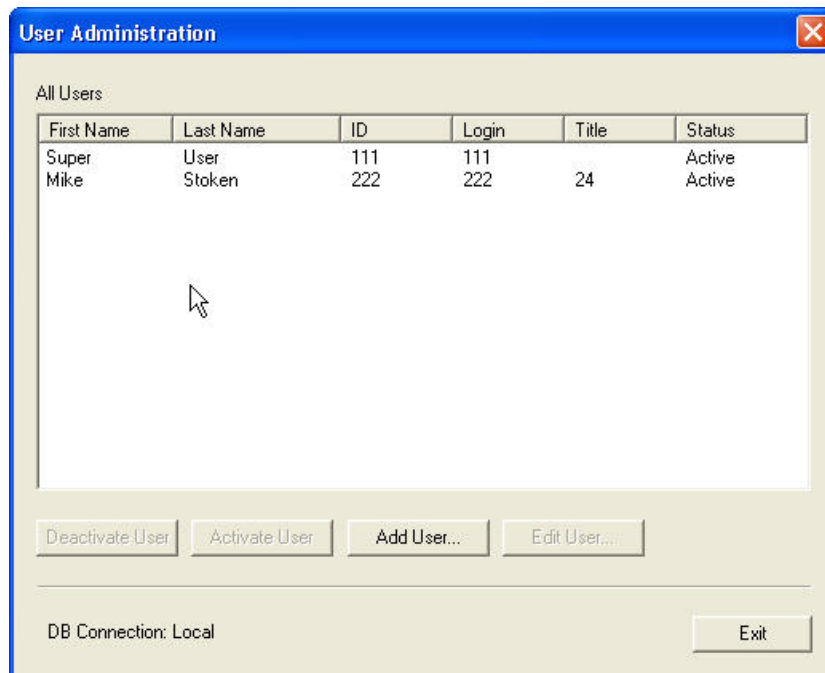 User Administration
All Users
First Name Last Name ID Login Title Status
Super User 111 111 Active
Mike Stoken 222 222 24 Active
Deactivate User Activate User Add User... Edit User...
DB Connection: Local Exit